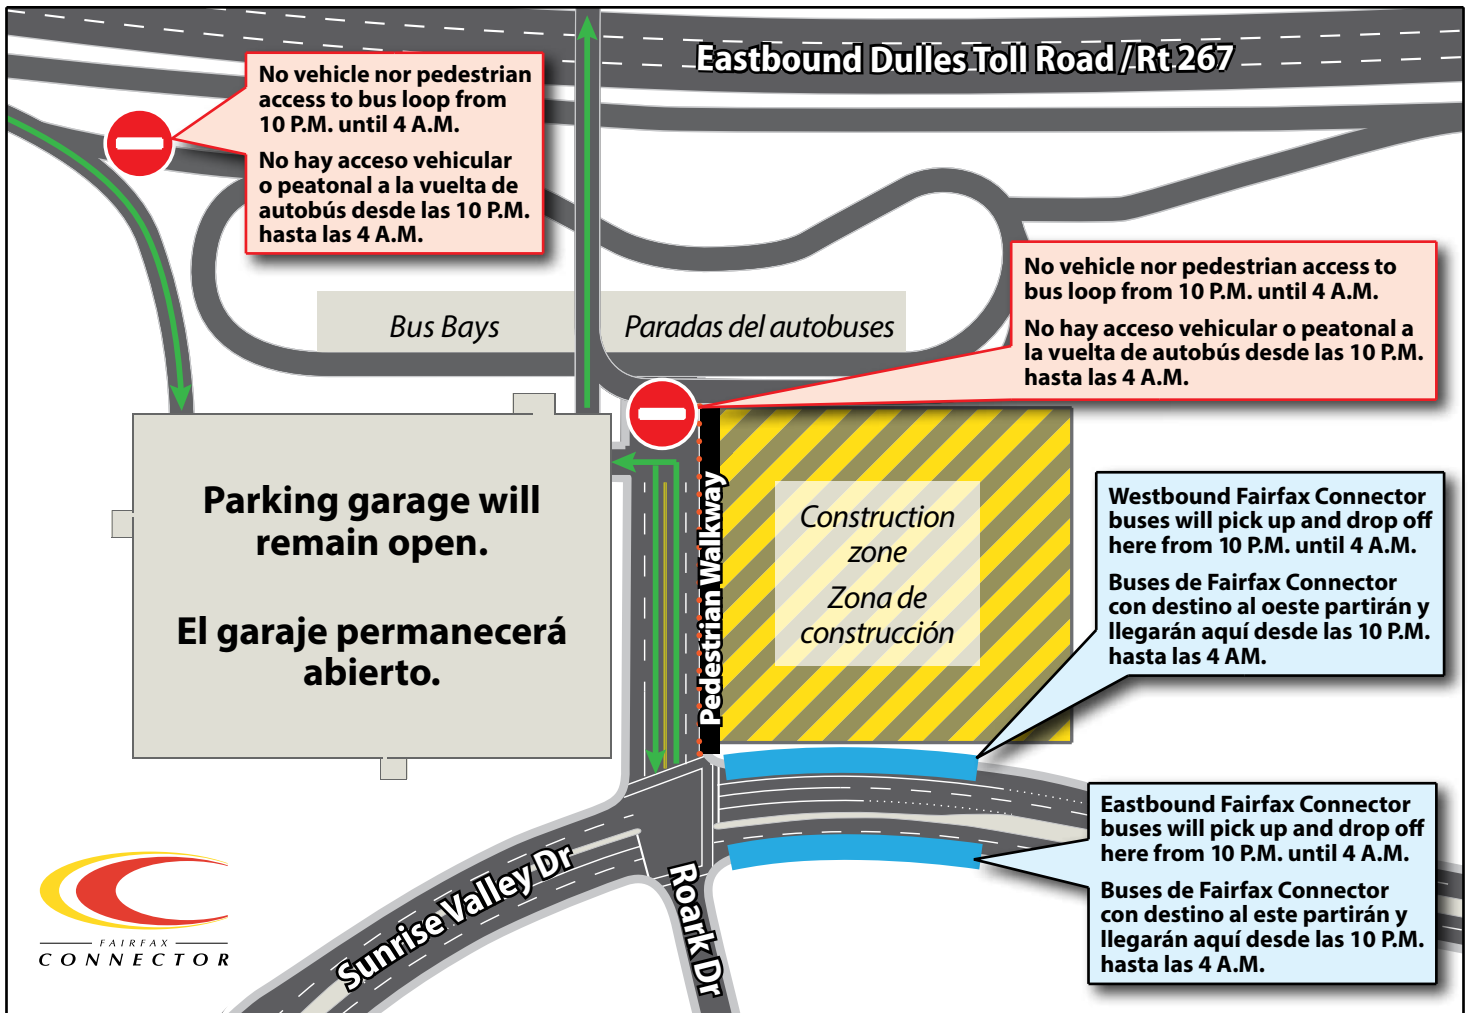 Eastbound Dulles Toll Road / Rt 267
No vehicle nor pedestrian
access to bus loop from
10 P.M. until 4 A.M.
No hay acceso vehicular
o peatonal a la vuelta de
autobús desde las 10 P.M.
hasta las 4 A.M.
No vehicle nor pedestrian access to
bus loop from 10 P.M. until 4 A.M.
No hay acceso vehicular o peatonal a
la vuelta de autobús desde las 10 P.M.
hasta las 4 A.M.
Bus Bays
Paradas del autobuses
Parking garage will
remain open.
El garaje permanecerá
abierto.
Pedestrian Walkway
Construction
zone
Zona de
construcción
Westbound Fairfax Connector
buses will pick up and drop off
here from 10 P.M. until 4 A.M.
Buses de Fairfax Connector
con destino al oeste partirán y
llegarán aquí desde las 10 P.M.
hasta las 4 AM.
Eastbound Fairfax Connector
buses will pick up and drop off
here from 10 P.M. until 4 A.M.
Buses de Fairfax Connector
con destino al este partirán y
llegarán aquí desde las 10 P.M.
hasta las 4 A.M.
Sunrise Valley Dr
Roark Dr
FAIRFAX
CONNECTOR